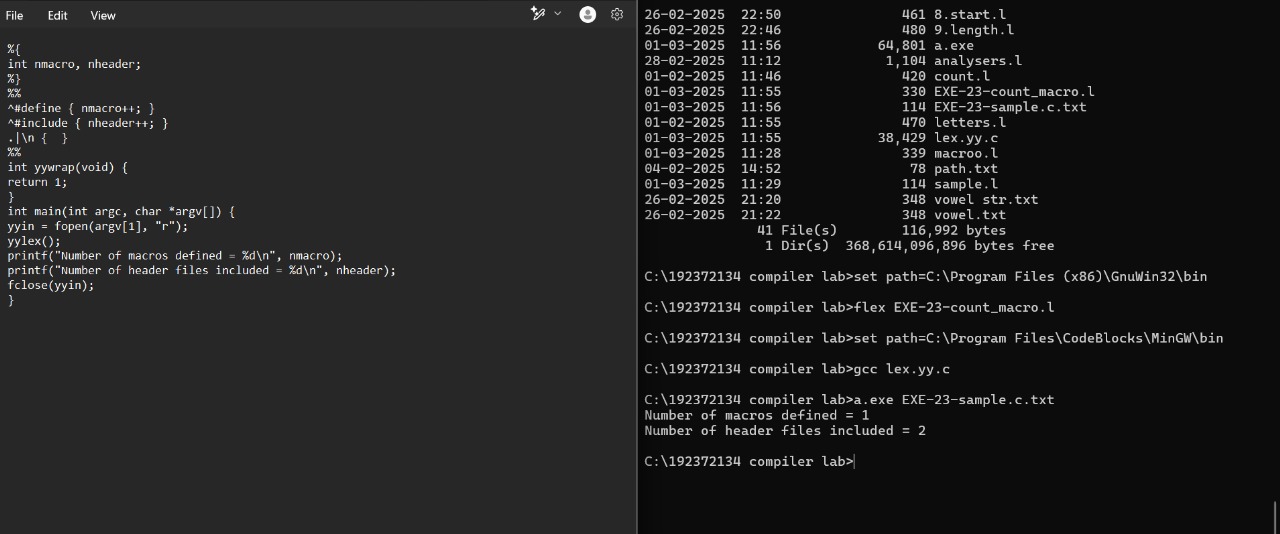 File Edit View
%{
int nmacro, nheader;
%}
%%
^#define { nmacro++; }
^#include { nheader++; }
.|\n {  }
%%
int yywrap(void) {
return 1;
}
int main(int argc, char *argv[]) {
yyin = fopen(argv[1], "r");
yylex();
printf("Number of macros defined = %d\n", nmacro);
printf("Number of header files included = %d\n", nheader);
fclose(yyin);
}
26-02-2025  22:50               461 8.start.l
26-02-2025  22:46               480 9.length.l
01-03-2025  11:56            64,801 a.exe
28-02-2025  11:12             1,104 analysers.l
01-02-2025  11:46               420 count.l
01-03-2025  11:55               330 EXE-23-count_macro.l
01-03-2025  11:56               114 EXE-23-sample.c.txt
01-03-2025  11:55               470 letters.l
01-03-2025  11:55            38,429 lex.yy.c
01-03-2025  11:28               339 macroo.l
04-02-2025  14:52                78 path.txt
01-03-2025  11:29               114 sample.l
26-02-2025  21:20               348 vowel str.txt
26-02-2025  21:22               348 vowel.txt
41 File(s)        116,992 bytes
1 Dir(s)  368,614,096,896 bytes free
C:\192372134 compiler lab>set path=C:\Program Files (x86)\GnuWin32\bin
C:\192372134 compiler lab>flex EXE-23-count_macro.l
C:\192372134 compiler lab>set path=C:\Program Files\CodeBlocks\MinGW\bin
C:\192372134 compiler lab>gcc lex.yy.c
C:\192372134 compiler lab>a.exe EXE-23-sample.c.txt
Number of macros defined = 1
Number of header files included = 2
C:\192372134 compiler lab>